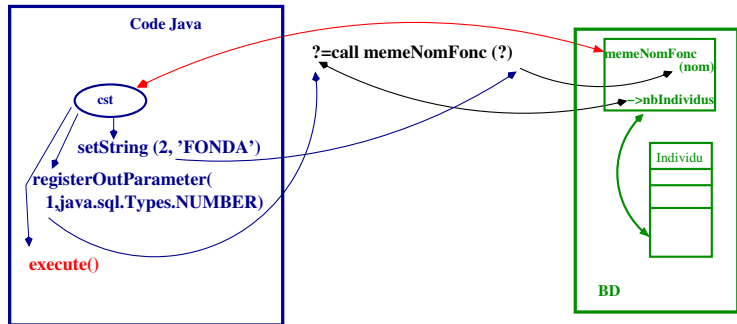 Code Java
cst
setString (2, 'FONDA')
registerOutParameter(
1,java.sql.Types.NUMBER)
execute()
?=call memeNomFonc (?)
memeNomFonc
(nom)
->nbIndividus
Individu
BD